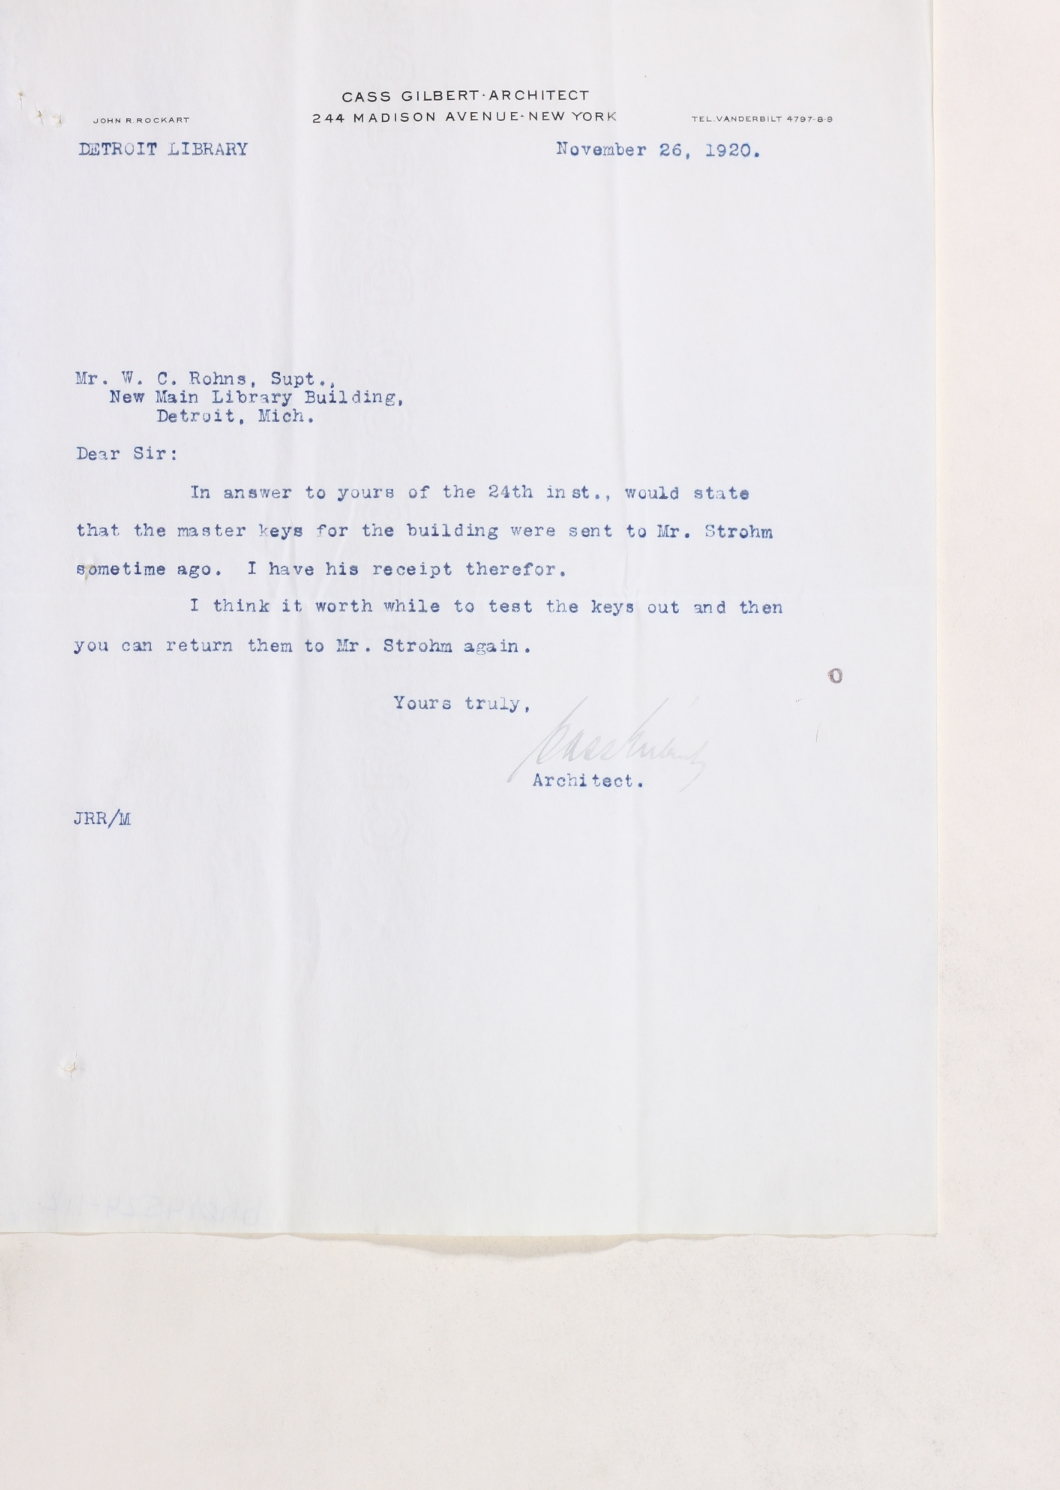 CASS GILBERT·ARCHITECT
JOHN R. ROCKART 244 MADISON AVENUE·NEW YORK TEL. VANDERBILT 4797-8-9
DETROIT LIBRARY November 26, 1920.
Mr. W. C. Rohns, Supt.,
New Main Library Building,
Detroit, Mich.
Dear Sir:
In answer to yours of the 24th inst., would state
that the master keys for the building were sent to Mr. Strohm
sometime ago. I have his receipt therefor.
I think it worth while to test the keys out and then
you can return them to Mr. Strohm again.
Yours truly,
Cass Gilbert
Architect.
JRR/M